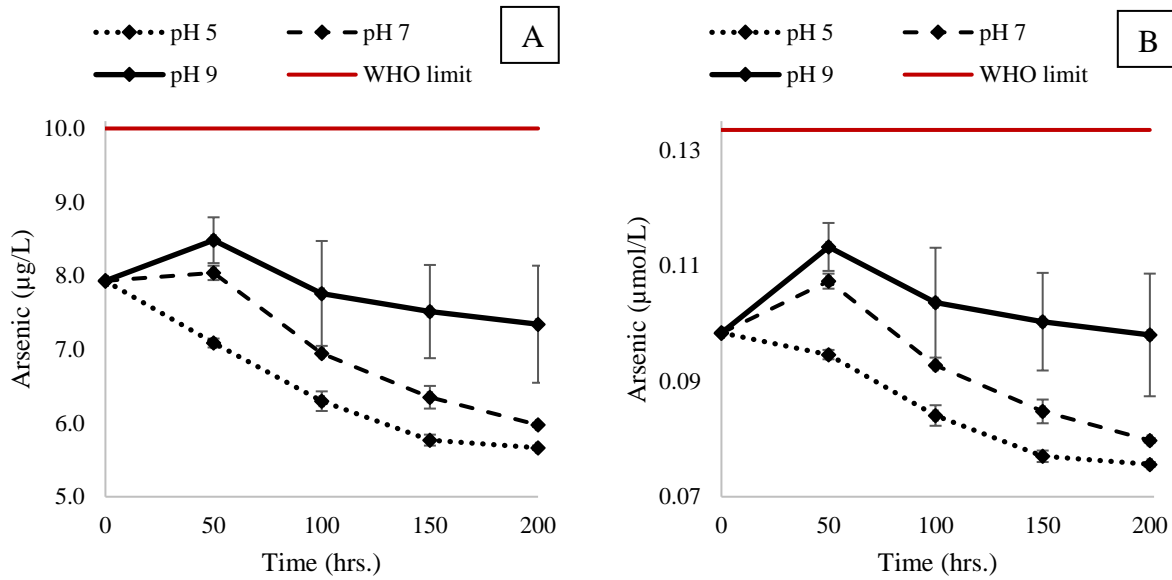 pH 5 pH 7
pH 9 WHO limit
A
10.0
9.0
8.0
7.0
6.0
5.0
Arsenic (µg/L)
0 50 100 150 200
Time (hrs.)
pH 5 pH 7
pH 9 WHO limit
B
0.13
0.11
0.09
0.07
Arsenic (µmol/L)
0 50 100 150 200
Time (hrs.)